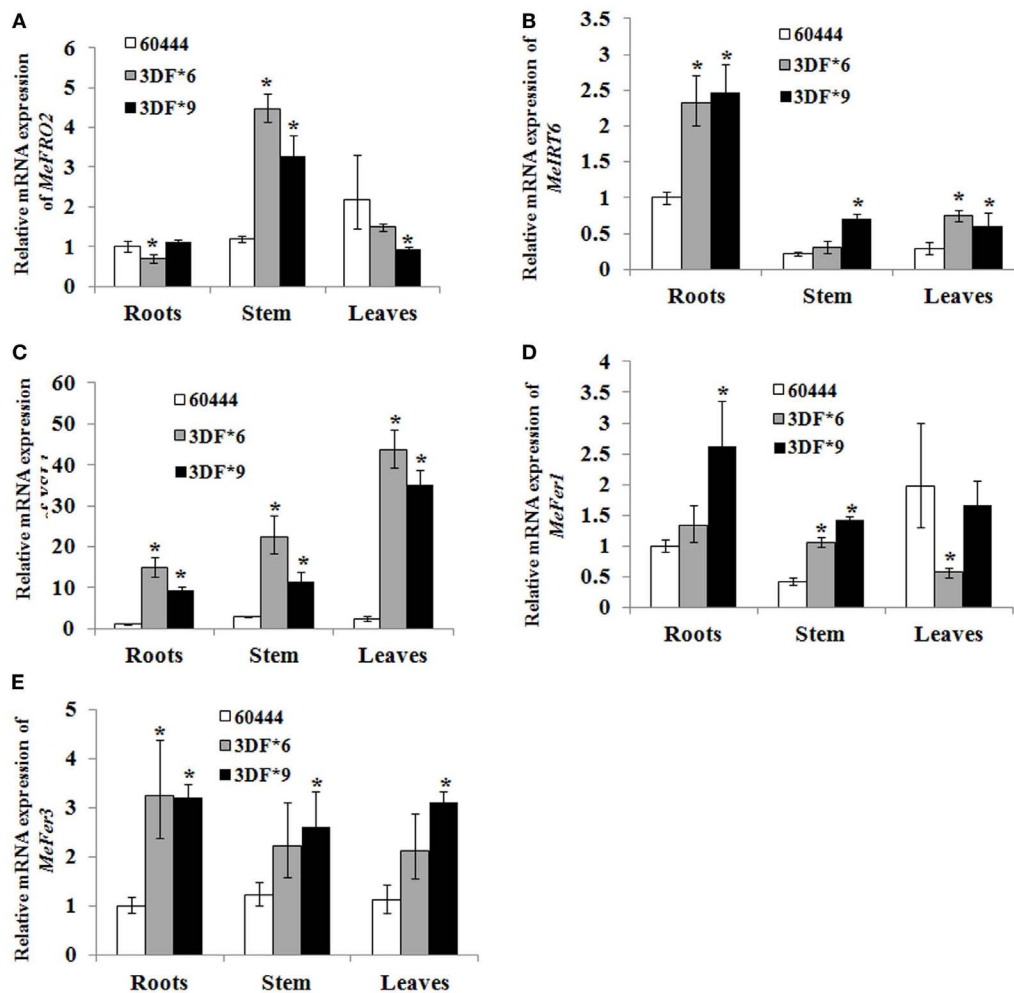 A
Relative mRNA expression
of MeFRO2
6
5
4
3
2
1
0
60444
3DF*6
3DF*9
*
*
*
*
Roots
Stem
Leaves
B
Relative mRNA expression of
MeIRT6
3.5
3
2.5
2
1.5
1
0.5
0
60444
3DF*6
3DF*9
*
*
*
*
*
Roots
Stem
Leaves
C
Relative mRNA expression
60
50
40
30
20
10
0
60444
3DF*6
3DF*9
*
*
*
*
*
*
Roots
Stem
Leaves
D
Relative mRNA expression of
MeFer1
4
3.5
3
2.5
2
1.5
1
0.5
0
60444
3DF*6
3DF*9
*
*
*
*
Roots
Stem
Leaves
E
Relative mRNA expression of
MeFer3
5
4
3
2
1
0
60444
3DF*6
3DF*9
*
*
*
*
Roots
Stem
Leaves